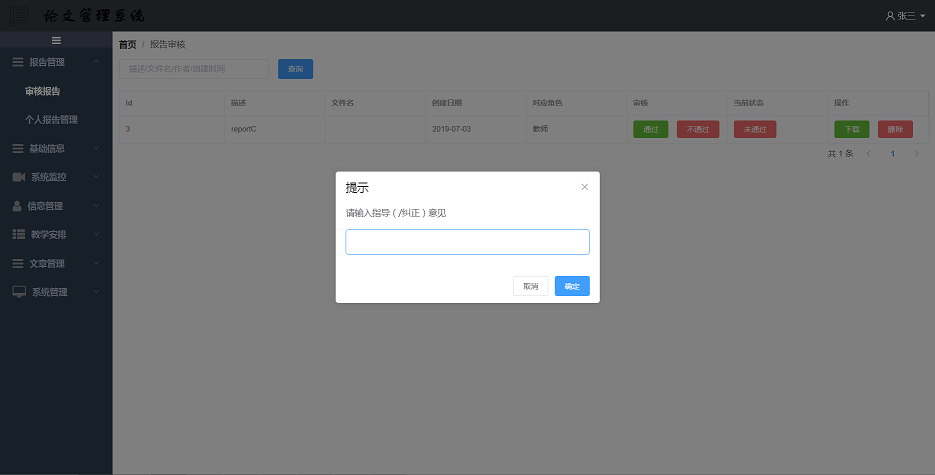 论文管理系统
张三
首页 / 报告审核
报告管理
审核报告
个人报告管理
基础信息
系统监控
信息管理
教学安排
文章管理
系统管理
描述/文件名/作者/创建时间
查询
Id 描述 文件名 创建日期 对应角色 审核 当前状态 操作
3 reportC 2019-07-03 教师 通过 不通过 未通过 下载 删除
共 1 条 1
提示
请输入指导（/纠正）意见
取消 确定